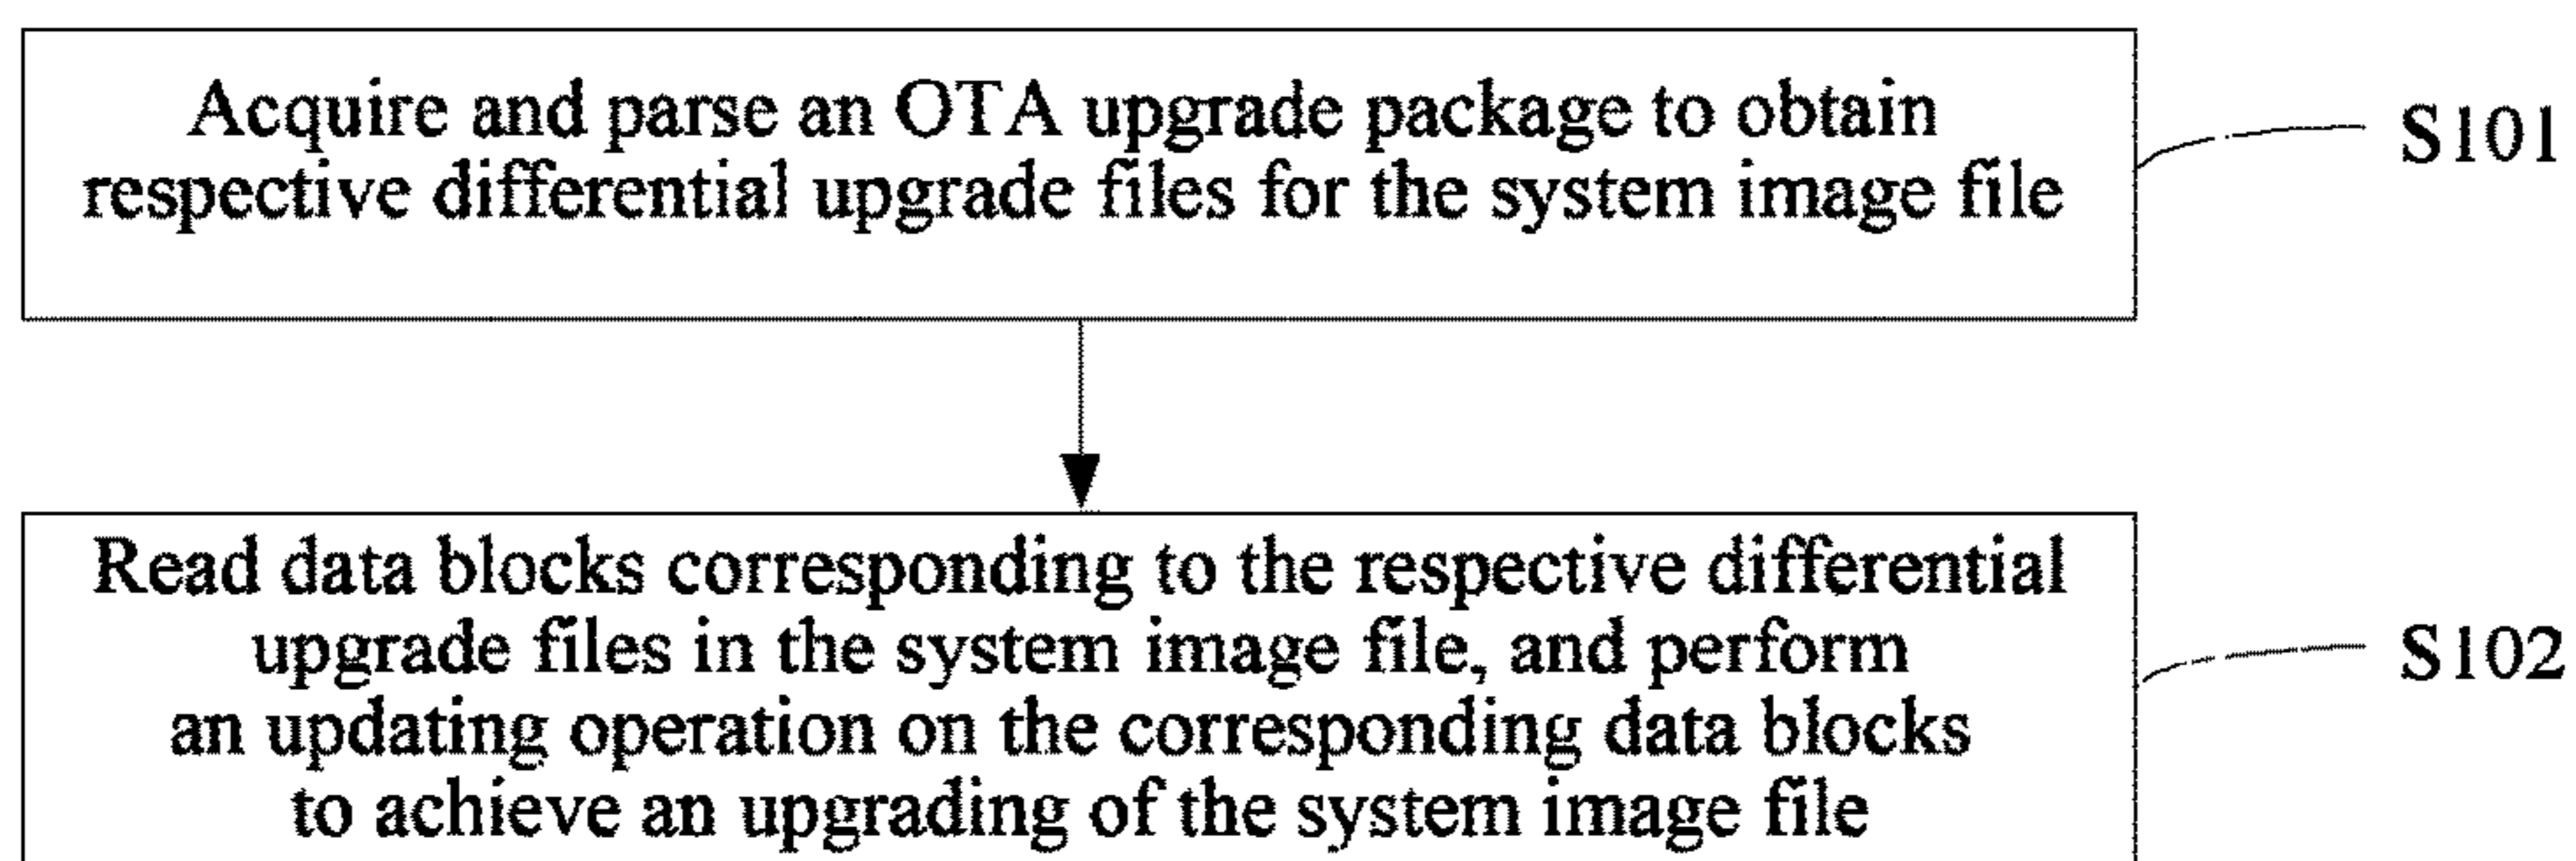 Acquire and parse an OTA upgrade package to obtain
respective differential upgrade files for the system image file
S101
Read data blocks corresponding to the respective differential
upgrade files in the system image file, and perform
an updating operation on the corresponding data blocks
to achieve an upgrading of the system image file
S102